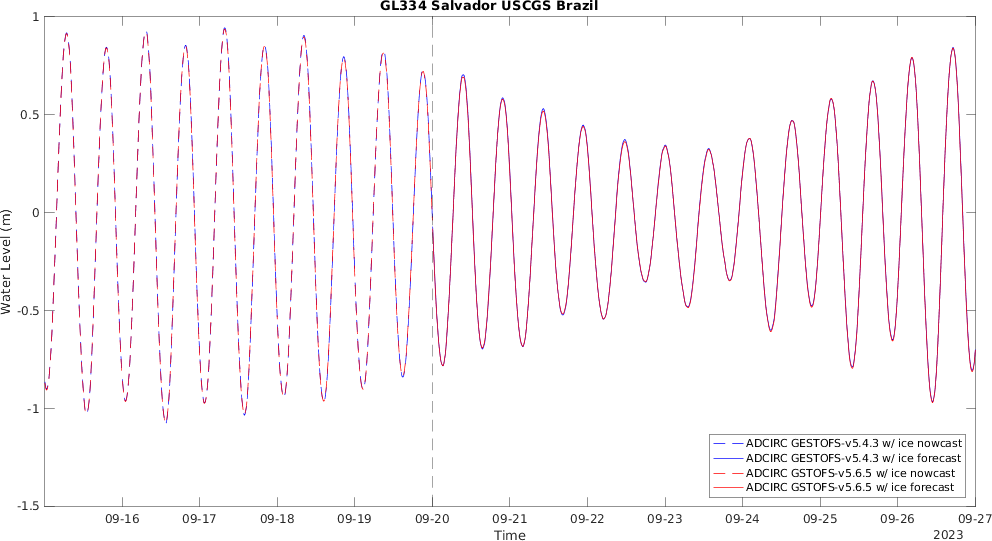 GL334 Salvador USCGS Brazil
Water Level (m)
1
0.5
0
-0.5
-1
-1.5
ADCIRC GESTOFS-v5.4.3 w/ ice nowcast
ADCIRC GESTOFS-v5.4.3 w/ ice forecast
ADCIRC GSTOFS-v5.6.5 w/ ice nowcast
ADCIRC GSTOFS-v5.6.5 w/ ice forecast
09-16 09-17 09-18 09-19 09-20 09-21 09-22 09-23 09-24 09-25 09-26 09-27
Time
2023